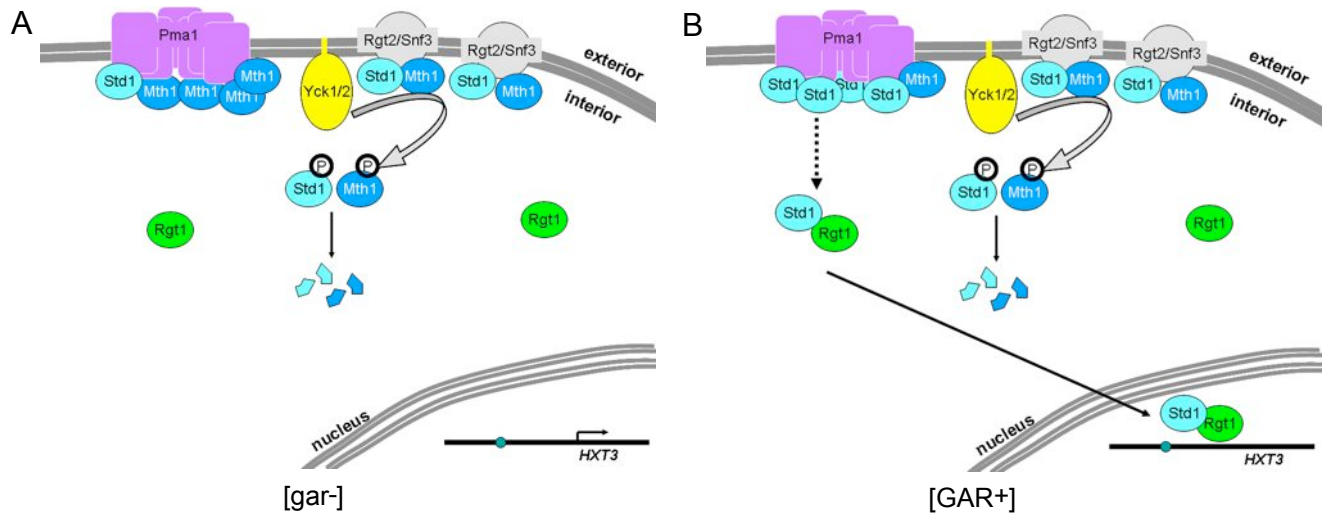 A
Pma1
Rgt2/Snf3
Rgt2/Snf3
exterior
interior
Std1
Mth1
Mth1
Mth1
Mth1
Yck1/2
Std1
Mth1
Std1
Mth1
P
P
Std1
Mth1
Rgt1
Rgt1
nucleus
HXT3
[gar-]
B
Pma1
Rgt2/Snf3
Rgt2/Snf3
exterior
interior
Std1
Std1
Std1
Std1
Mth1
Yck1/2
Std1
Mth1
Std1
Mth1
P
P
Std1
Mth1
Std1
Rgt1
Rgt1
nucleus
Std1
Rgt1
HXT3
[GAR+]